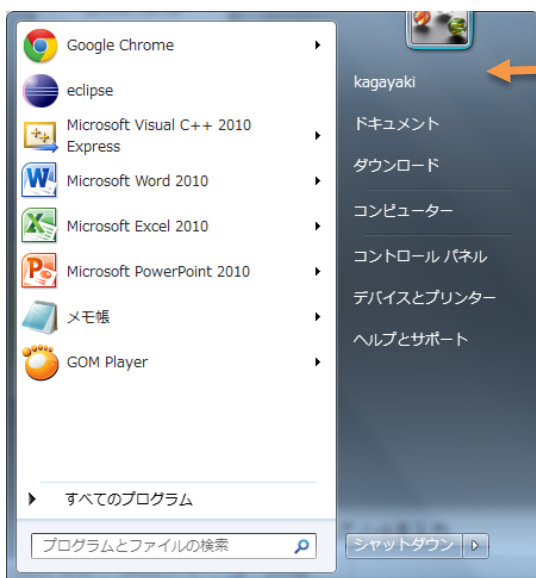 Google Chrome
eclipse
Microsoft Visual C++ 2010
Express
Microsoft Word 2010
Microsoft Excel 2010
Microsoft PowerPoint 2010
メモ帳
GOM Player
すべてのプログラム
プログラムとファイルの検索
kagayaki
ドキュメント
ダウンロード
コンピューター
コントロール パネル
デバイスとプリンター
ヘルプとサポート
シャットダウン